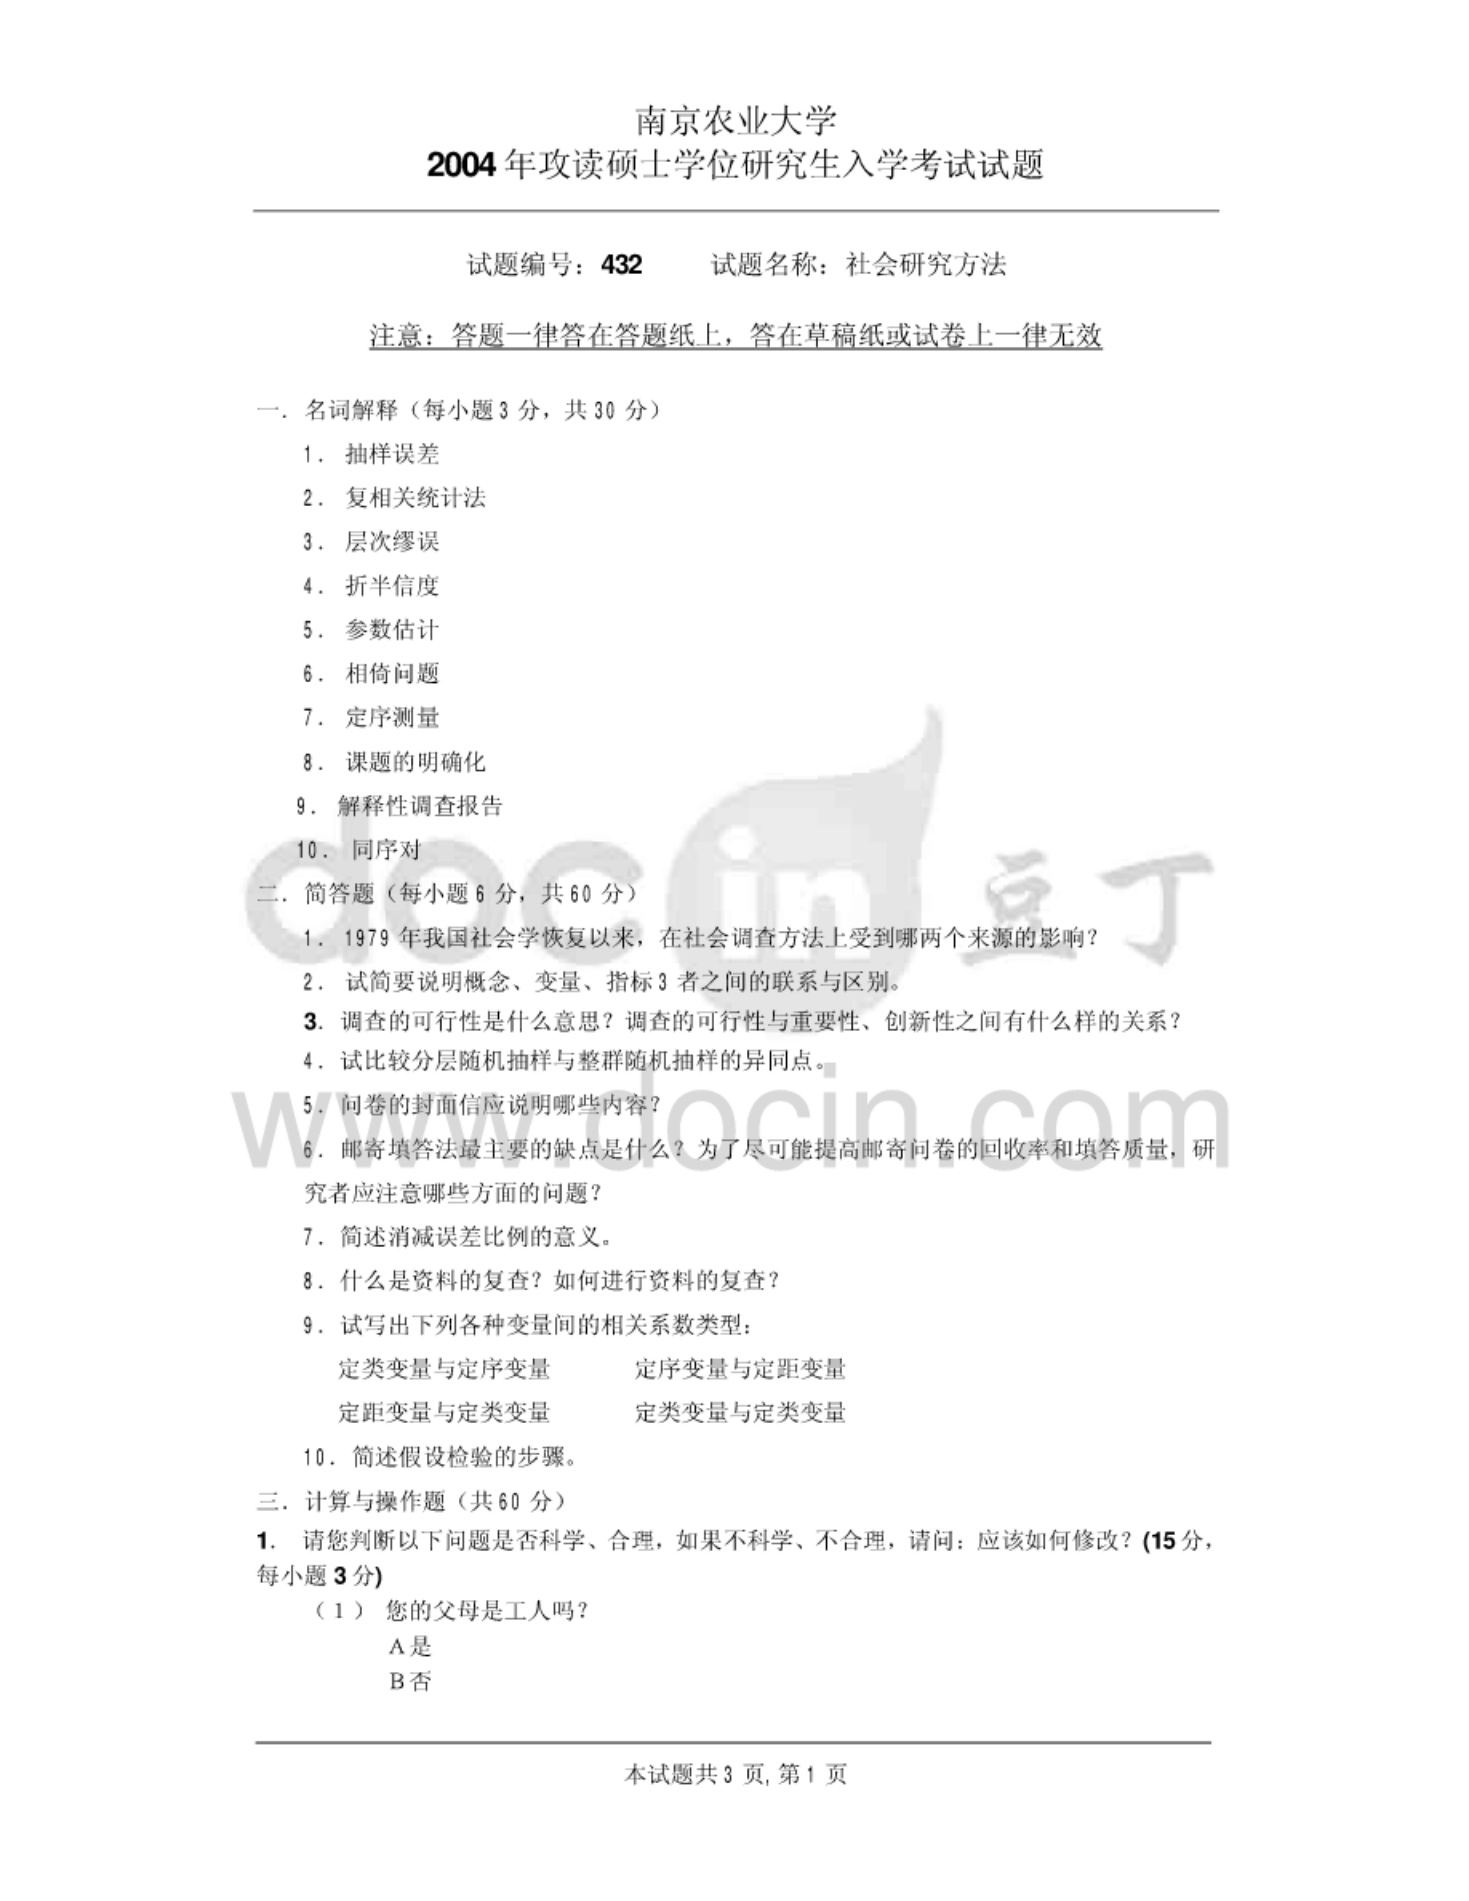 南京农业大学
2004 年攻读硕士学位研究生入学考试试题
试题编号：432 试题名称：社会研究方法
注意：答题一律答在答题纸上，答在草稿纸或试卷上一律无效
一． 名词解释（每小题 3 分，共 30 分）
1． 抽样误差
2． 复相关统计法
3． 层次缪误
4． 折半信度
5． 参数估计
6． 相倚问题
7． 定序测量
8． 课题的明确化
9． 解释性调查报告
10． 同序对
二． 简答题（每小题 6 分，共 60 分）
1． 1979 年我国社会学恢复以来，在社会调查方法上受到哪两个来源的影响？
2． 试简要说明概念、变量、指标 3 者之间的联系与区别。
3．调查的可行性是什么意思？调查的可行性与重要性、创新性之间有什么样的关系？
4．试比较分层随机抽样与整群随机抽样的异同点。
5．问卷的封面信应说明哪些内容？
6．邮寄填答法最主要的缺点是什么？为了尽可能提高邮寄问卷的回收率和填答质量，研
究者应注意哪些方面的问题？
7．简述消减误差比例的意义。
8．什么是资料的复查？如何进行资料的复查？
9．试写出下列各种变量间的相关系数类型：
定类变量与定序变量 定序变量与定距变量
定距变量与定类变量 定类变量与定类变量
10．简述假设检验的步骤。
三．计算与操作题（共 60 分）
1． 请您判断以下问题是否科学、合理，如果不科学、不合理，请问：应该如何修改？(15 分，
每小题 3 分)
（1） 您的父母是工人吗？
A 是
B 否
本试题共 3 页, 第 1 页
docin 豆丁
www.docin.com